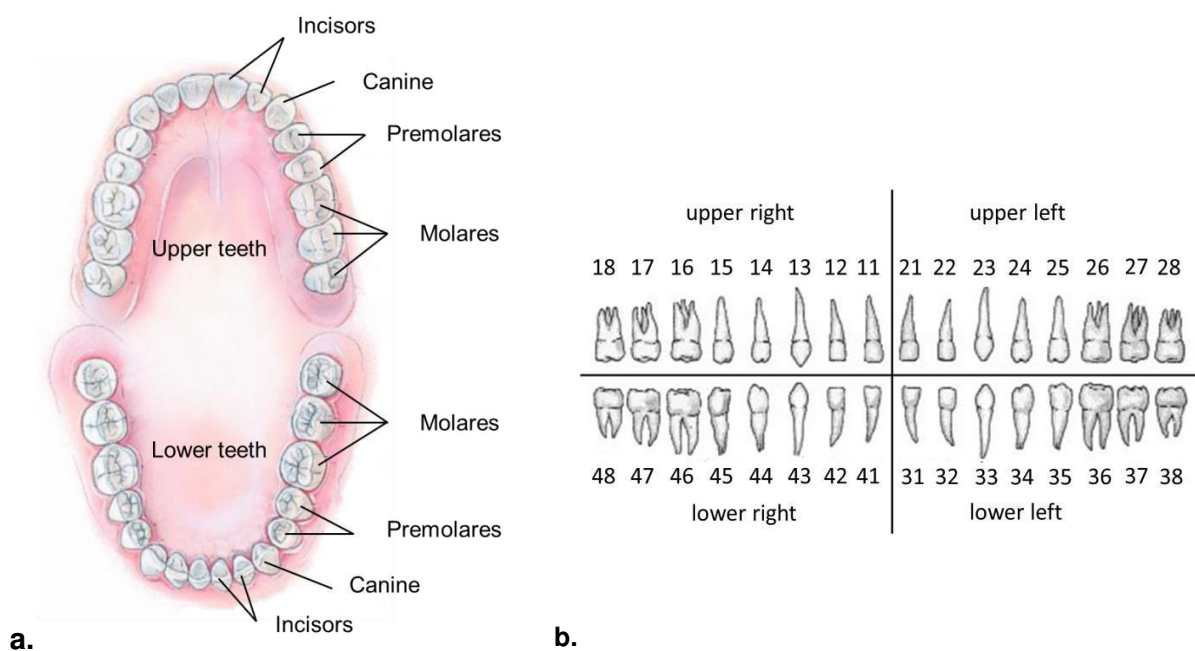 Incisors
Canine
Premolares
Molares
Upper teeth
Lower teeth
Molares
Premolares
Canine
Incisors
a.
upper right upper left
18 17 16 15 14 13 12 11 21 22 23 24 25 26 27 28
48 47 46 45 44 43 42 41 31 32 33 34 35 36 37 38
lower right lower left
b.